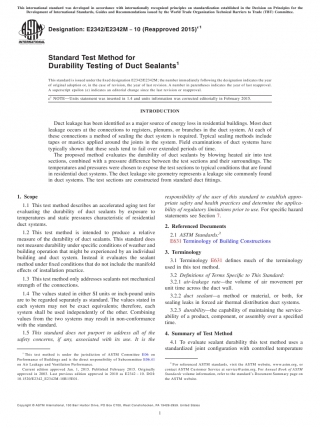 This international standard was developed in accordance with internationally recognized principles on standardization established in the Decision on Principles for the
Development of International Standards, Guides and Recommendations issued by the World Trade Organization Technical Barriers to Trade (TBT) Committee.
Designation: E2342/E2342M − 10 (Reapproved 2015)ε1
INTERNATIONAL
Standard Test Method for
Durability Testing of Duct Sealants1
This standard is issued under the fixed designation E2342/E2342M; the number immediately following the designation indicates the year
of original adoption or, in the case of revision, the year of last revision. A number in parentheses indicates the year of last reapproval.
A superscript epsilon (ε) indicates an editorial change since the last revision or reapproval.
ε1 NOTE—Units statement was denoted in 1.4 and units information was corrected editorially in February 2015.
INTRODUCTION
Duct leakage has been identified as a major source of energy loss in residential buildings. Most duct
leakage occurs at the connections to registers, plenums, or branches in the duct system. At each of
these connections a method of sealing the duct system is required. Typical sealing methods include
tapes or mastics applied around the joints in the system. Field examinations of duct systems have
typically shown that these seals tend to fail over extended periods of time.
The proposed method evaluates the durability of duct sealants by blowing heated air into test
sections, combined with a pressure difference between the test sections and their surroundings. The
temperatures and pressures were chosen to expose the test sections to typical conditions that are found
in residential duct systems. The duct leakage site geometry represents a leakage site commonly found
in duct systems. The test sections are constructed from standard duct fittings.
1. Scope
1.1 This test method describes an accelerated aging test for
evaluating the durability of duct sealants by exposure to
temperatures and static pressures characteristic of residential
duct systems.
1.2 This test method is intended to produce a relative
measure of the durability of duct sealants. This standard does
not measure durability under specific conditions of weather and
building operation that might be experienced by an individual
building and duct system. Instead it evaluates the sealant
method under fixed conditions that do not include the manifold
effects of installation practice.
1.3 This test method only addresses sealants not mechanical
strength of the connections.
1.4 The values stated in either SI units or inch-pound units
are to be regarded separately as standard. The values stated in
each system may not be exact equivalents; therefore, each
system shall be used independently of the other. Combining
values from the two systems may result in non-conformance
with the standard.
1.5 This standard does not purport to address all of the
safety concerns, if any, associated with its use. It is the
1 This test method is under the jurisdiction of ASTM Committee E06 on
Performance of Buildings and is the direct responsibility of Subcommittee E06.41
on Air Leakage and Ventilation Performance.
Current edition approved Jan. 1, 2015. Published February 2015. Originally
approved in 2003. Last previous edition approved in 2010 as E2342 – 10. DOI:
10.1520/E2342_E2342M-10R15E01.
responsibility of the user of this standard to establish appro-
priate safety and health practices and determine the applica-
bility of regulatory limitations prior to use. For specific hazard
statements see Section 7.
2. Referenced Documents
2.1 ASTM Standards:2
E631 Terminology of Building Constructions
3. Terminology
3.1 Terminology E631 defines much of the terminology
used in this test method.
3.2 Definitions of Terms Specific to This Standard:
3.2.1 air-leakage rate—the volume of air movement per
unit time across the duct wall.
3.2.2 duct sealant—a method or material, or both, for
sealing leaks in forced air thermal distribution duct systems.
3.2.3 durability—the capability of maintaining the service-
ability of a product, component, or assembly over a specified
time.
4. Summary of Test Method
4.1 To evaluate sealant durability this test method uses a
standardized joint configuration with controlled temperature
2 For referenced ASTM standards, visit the ASTM website, www.astm.org, or
contact ASTM Customer Service at service@astm.org. For Annual Book of ASTM
Standards volume information, refer to the standard's Document Summary page on
the ASTM website.
Copyright © ASTM International, 100 Barr Harbor Drive, PO Box C700, West Conshohocken, PA 19428-2959. United States
1